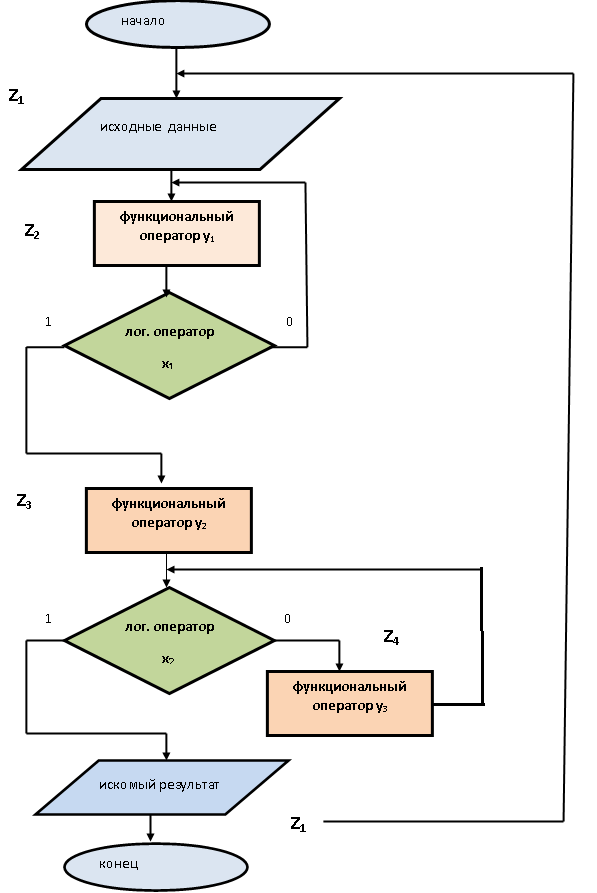 начало
Z₁
исходные данные
функциональный
оператор y₁
Z₂
1
0
лог. оператор
x₁
Z₃
функциональный
оператор y₂
1
0
лог. оператор
x₂
Z₄
функциональный
оператор y₃
искомый результат
Z₁
конец